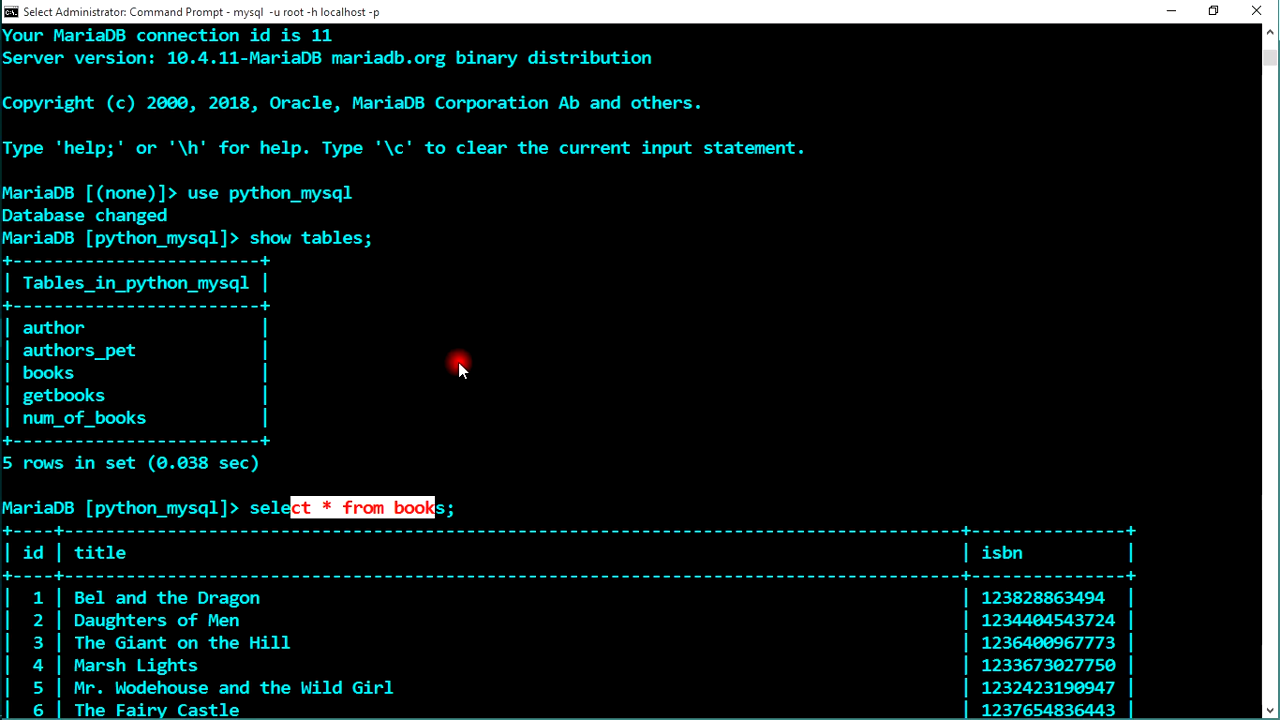 Select Administrator: Command Prompt - mysql -u root -h localhost -p
Your MariaDB connection id is 11
Server version: 10.4.11-MariaDB mariadb.org binary distribution
Copyright (c) 2000, 2018, Oracle, MariaDB Corporation Ab and others.
Type 'help;' or '\h' for help. Type '\c' to clear the current input statement.
MariaDB [(none)]> use python_mysql
Database changed
MariaDB [python_mysql]> show tables;
+------------------------+
| Tables_in_python_mysql |
+------------------------+
| author                 |
| authors_pet            |
| books                  |
| getbooks               |
| num_of_books           |
+------------------------+
5 rows in set (0.038 sec)
MariaDB [python_mysql]> select * from books;
+----+---------------------------------------------------------------------------------------+---------------+
| id | title                                                                                 | isbn          |
+----+---------------------------------------------------------------------------------------+---------------+
|  1 | Bel and the Dragon                                                                    | 123828863494  |
|  2 | Daughters of Men                                                                      | 1234404543724 |
|  3 | The Giant on the Hill                                                                 | 1236400967773 |
|  4 | Marsh Lights                                                                          | 1233673027750 |
|  5 | Mr. Wodehouse and the Wild Girl                                                       | 1232423190947 |
|  6 | The Fairy Castle                                                                      | 1237654836443 |